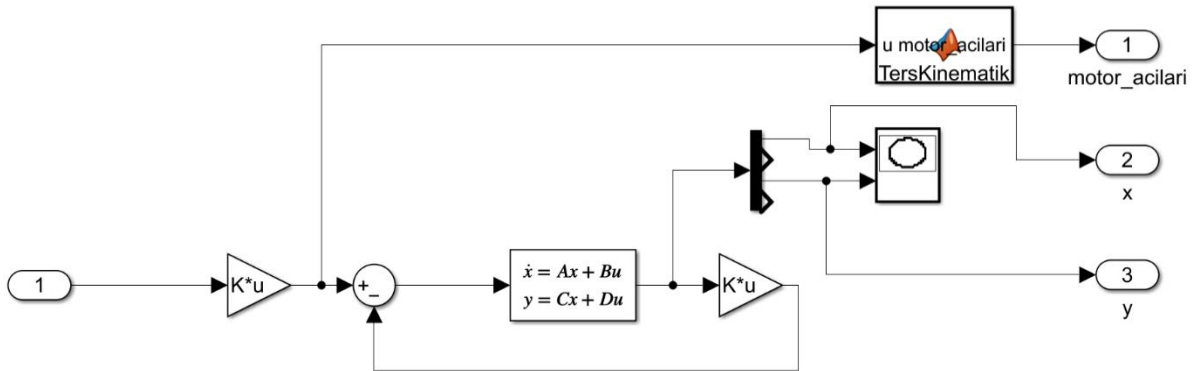 u motor_acilari
TersKinematik
1
motor_acilari
2
x
1
K*u
+
−
ẋ = Ax + Bu
y = Cx + Du
K*u
3
y